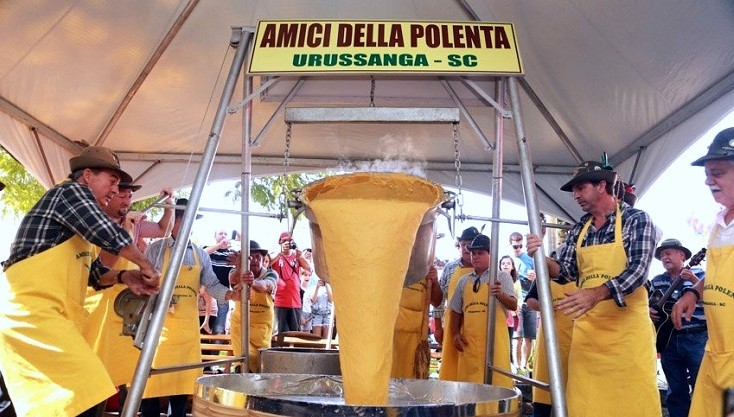 AMICI DELLA POLENTA
URUSSANGA - SC